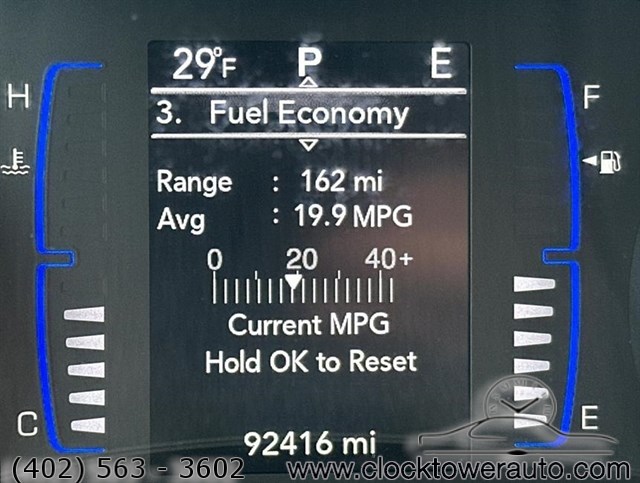 29°F P E
3. Fuel Economy
H F
Range : 162 mi
Avg : 19.9 MPG
0 20 40+
Current MPG
Hold OK to Reset
C E
92416 mi
(402) 563 - 3602 www.clocktowerauto.com